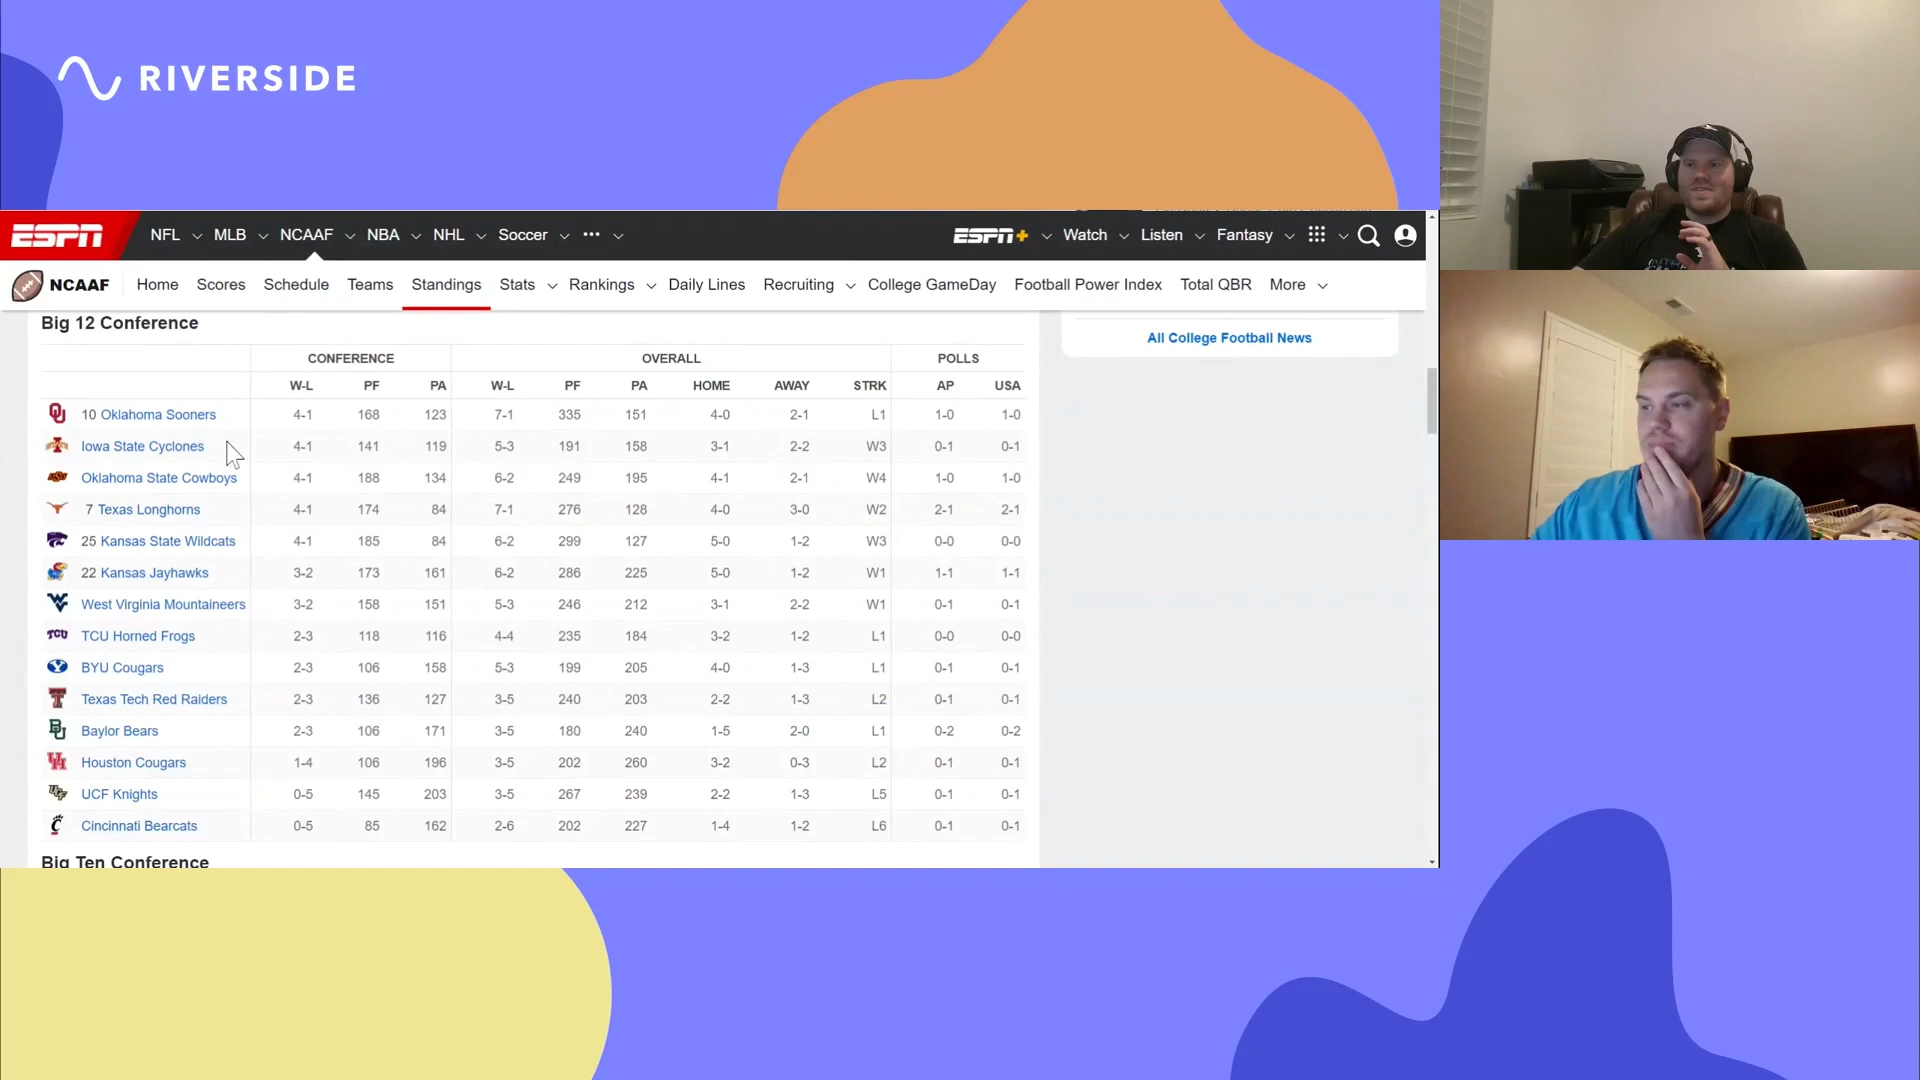 RIVERSIDE
ESPN NFL MLB NCAAF NBA NHL Soccer ••• ESPN+ Watch Listen Fantasy
NCAAF Home Scores Schedule Teams Standings Stats Rankings Daily Lines Recruiting College GameDay Football Power Index Total QBR More
Big 12 Conference
All College Football News
CONFERENCE OVERALL POLLS
W-L PF PA W-L PF PA HOME AWAY STRK AP USA
10 Oklahoma Sooners 4-1 168 123 7-1 335 151 4-0 2-1 L1 1-0 1-0
Iowa State Cyclones 4-1 141 119 5-3 191 158 3-1 2-2 W3 0-1 0-1
Oklahoma State Cowboys 4-1 188 134 6-2 249 195 4-1 2-1 W4 1-0 1-0
7 Texas Longhorns 4-1 174 84 7-1 276 128 4-0 3-0 W2 2-1 2-1
25 Kansas State Wildcats 4-1 185 84 6-2 299 127 5-0 1-2 W3 0-0 0-0
22 Kansas Jayhawks 3-2 173 161 6-2 286 225 5-0 1-2 W1 1-1 1-1
West Virginia Mountaineers 3-2 158 151 5-3 246 212 3-1 2-2 W1 0-1 0-1
TCU TCU Horned Frogs 2-3 118 116 4-4 235 184 3-2 1-2 L1 0-0 0-0
BYU Cougars 2-3 106 158 5-3 199 205 4-0 1-3 L1 0-1 0-1
Texas Tech Red Raiders 2-3 136 127 3-5 240 203 2-2 1-3 L2 0-1 0-1
Baylor Bears 2-3 106 171 3-5 180 240 1-5 2-0 L1 0-2 0-2
Houston Cougars 1-4 106 196 3-5 202 260 3-2 0-3 L2 0-1 0-1
UCF Knights 0-5 145 203 3-5 267 239 2-2 1-3 L5 0-1 0-1
Cincinnati Bearcats 0-5 85 162 2-6 202 227 1-4 1-2 L6 0-1 0-1
Big Ten Conference